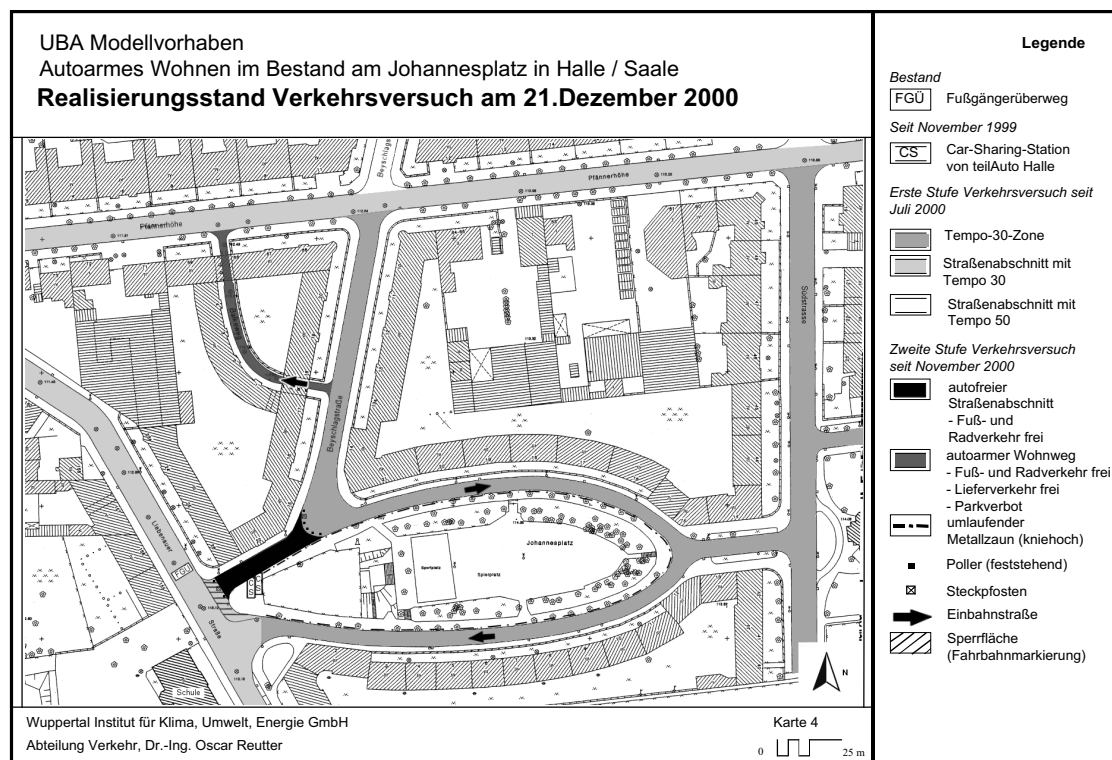 UBA Modellvorhaben
Autoarmes Wohnen im Bestand am Johannesplatz in Halle / Saale
Realisierungsstand Verkehrsversuch am 21.Dezember 2000
Beyschlags
Pfännerhöhe
Pfännerhöhe
Südstrasse
Beyschlagstraße
Liebenauer
Straße
FGÜ
CS
Johannesplatz
Sportplatz
Spielplatz
Schule
N
Wuppertal Institut für Klima, Umwelt, Energie GmbH
Abteilung Verkehr, Dr.-Ing. Oscar Reutter
Karte 4
0 25 m
Legende
Bestand
FGÜ Fußgängerüberweg
Seit November 1999
CS Car-Sharing-Station
von teilAuto Halle
Erste Stufe Verkehrsversuch seit
Juli 2000
Tempo-30-Zone
Straßenabschnitt mit
Tempo 30
Straßenabschnitt mit
Tempo 50
Zweite Stufe Verkehrsversuch
seit November 2000
autofreier
Straßenabschnitt
- Fuß- und
Radverkehr frei
autoarmer Wohnweg
- Fuß- und Radverkehr frei
- Lieferverkehr frei
- Parkverbot
umlaufender
Metallzaun (kniehoch)
Poller (feststehend)
Steckpfosten
Einbahnstraße
Sperrfläche
(Fahrbahnmarkierung)